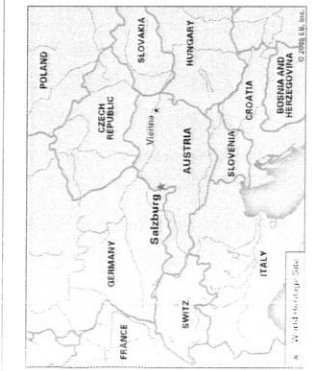 POLAND
CZECH
REPUBLIC
SLOVAKIA
GERMANY
Vienna
FRANCE
Salzburg
HUNGARY
AUSTRIA
SWITZ.
SLOVENIA
CROATIA
ITALY
BOSNIA AND
HERZEGOVINA
World Heritage Site